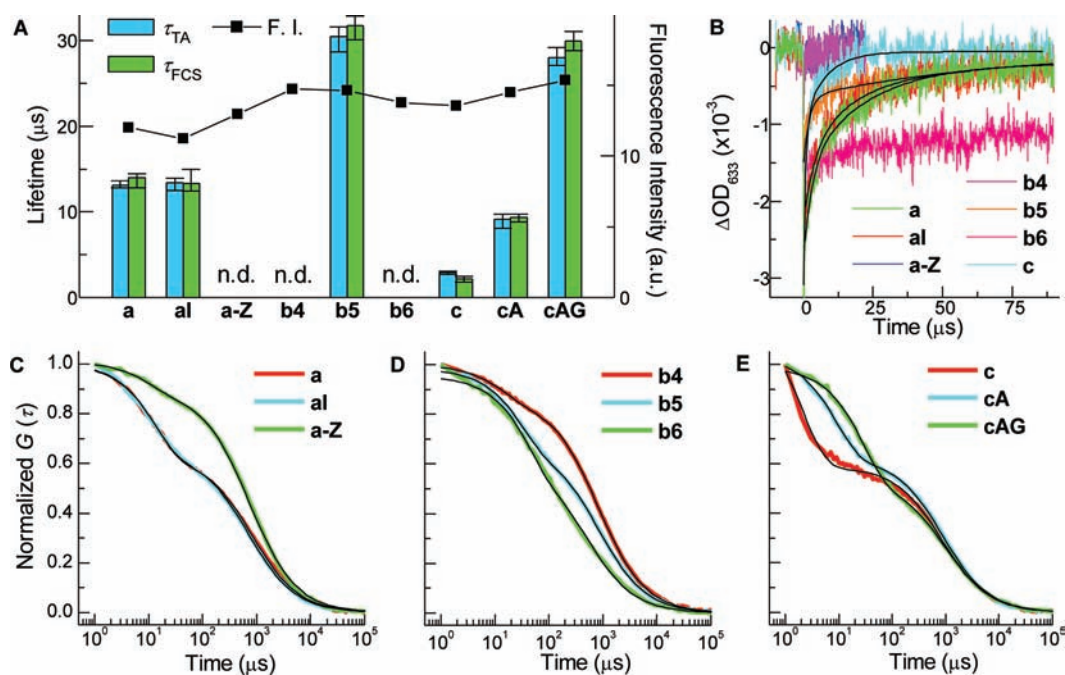 A
τTA
τFCS
F. I.
Lifetime (μs)
30
20
10
0
n.d.
n.d.
n.d.
a
aI
a-Z
b4
b5
b6
c
cA
cAG
Fluorescence Intensity (a.u.)
10
0
B
ΔOD633 (x10-3)
0
-1
-2
-3
a
aI
a-Z
b4
b5
b6
c
0
25
50
75
Time (μs)
C
Normalized G (τ)
1.0
0.8
0.6
0.4
0.2
0.0
a
aI
a-Z
10^0 10^1 10^2 10^3 10^4 10^5
Time (μs)
D
b4
b5
b6
10^0 10^1 10^2 10^3 10^4 10^5
Time (μs)
E
c
cA
cAG
10^0 10^1 10^2 10^3 10^4 10^5
Time (μs)